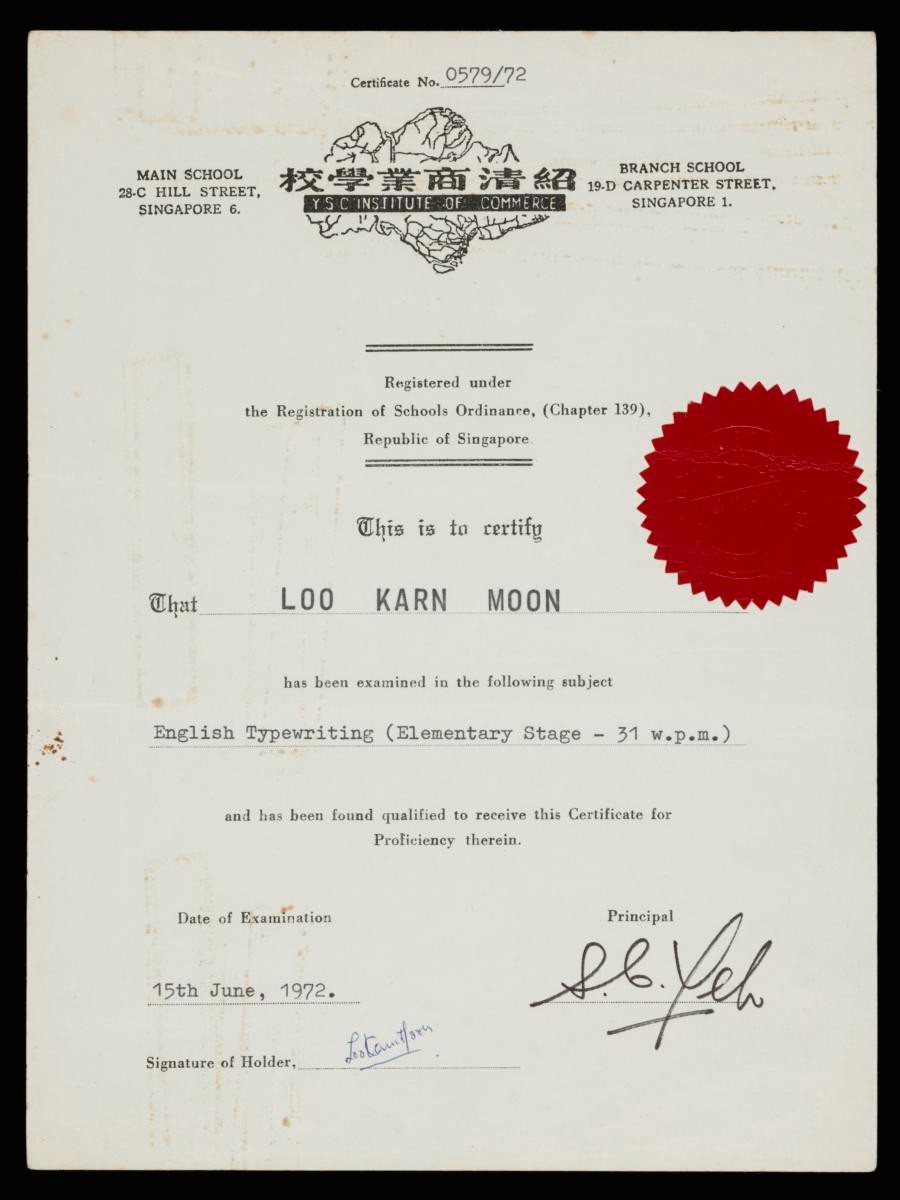 Certificate No. 0579/72
MAIN SCHOOL
28-C HILL STREET,
SINGAPORE 6.
校學業商清紹
Y S C INSTITUTE OF COMMERCE
BRANCH SCHOOL
19-D CARPENTER STREET,
SINGAPORE 1.
Registered under
the Registration of Schools Ordinance, (Chapter 139),
Republic of Singapore.
This is to certify
That LOO KARN MOON
has been examined in the following subject
English Typewriting (Elementary Stage - 31 w.p.m.)
and has been found qualified to receive this Certificate for
Proficiency therein.
Date of Examination
15th June, 1972.
Principal
S. C. Yeh
Signature of Holder, Loo Karn Moon